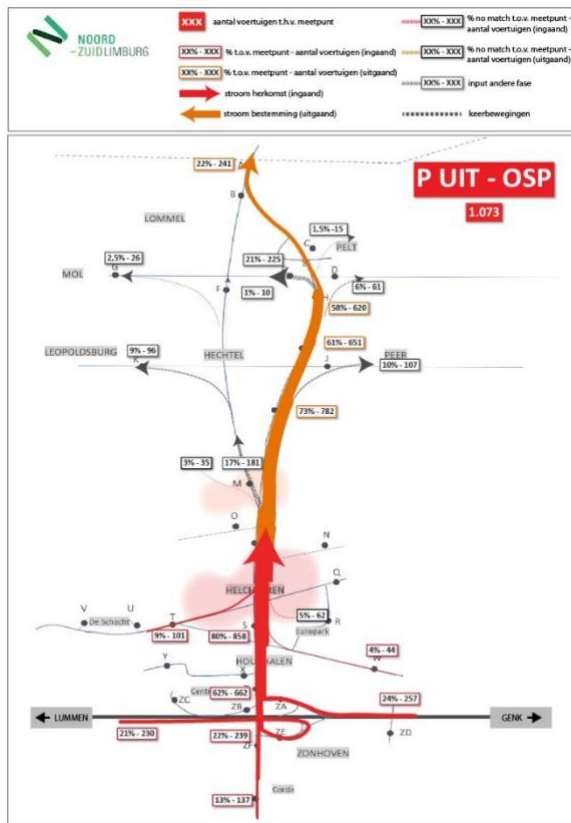 NOORD
-ZUIDLIMBURG
XXX aantal voertuigen t.h.v. meetpunt
XX% - XXX % t.o.v. meetpunt - aantal voertuigen (ingaand)
XX% - XXX % t.o.v. meetpunt - aantal voertuigen (uitgaand)
stroom herkomst (ingaand)
stroom bestemming (uitgaand)
XX% - XXX % no match t.o.v. meetpunt - aantal voertuigen (ingaand)
XX% - XXX % no match t.o.v. meetpunt - aantal voertuigen (uitgaand)
XX% - XXX input andere fase
keerbewegingen
P UIT - OSP
1.073
22% - 241
A
B
LOMMEL
1,5% - 15
C
PELT
21% - 225
2,5% - 26
MOL
G
F
1% - 10
D
6% - 61
H
58% - 620
61% - 651
LEOPOLDSBURG
9% - 96
K
HECHTEL
J
PEER
10% - 107
73% - 782
3% - 35
17% - 181
M
O
N
HELCHTEREN
Q
V
U
T
De Schacht
9% - 101
80% - 858
S
5% - 62
R
Europark
4% - 44
W
Y
HOUTHALEN
X
62% - 662
ZC
ZB
ZA
24% - 257
LUMMEN
GENK
21% - 230
22% - 239
ZE
ZF
ZD
ZONHOVEN
13% - 137